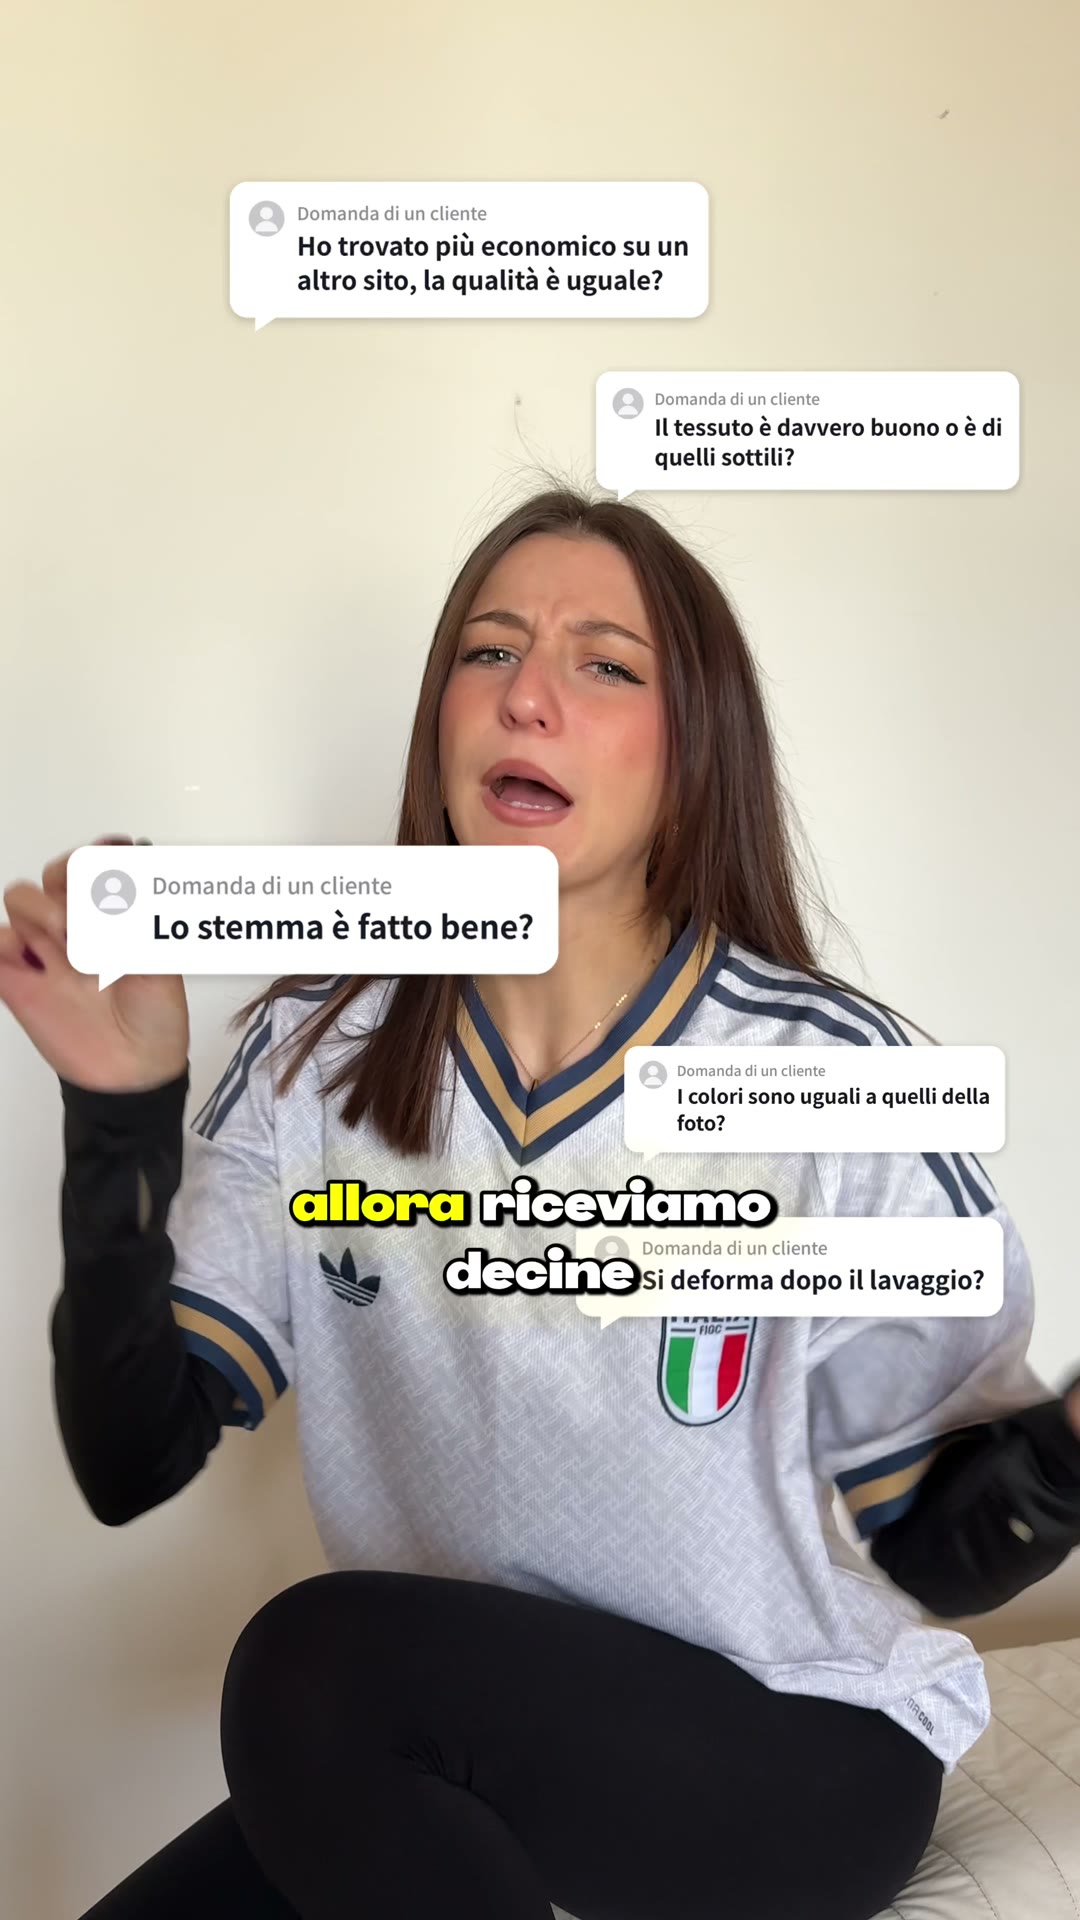 Domanda di un cliente
Ho trovato più economico su un
altro sito, la qualità è uguale?
Domanda di un cliente
Il tessuto è davvero buono o è di
quelli sottili?
Domanda di un cliente
Lo stemma è fatto bene?
Domanda di un cliente
I colori sono uguali a quelli della
foto?
allora riceviamo
decine
Domanda di un cliente
Si deforma dopo il lavaggio?
ITALIA
FIGC
COOL